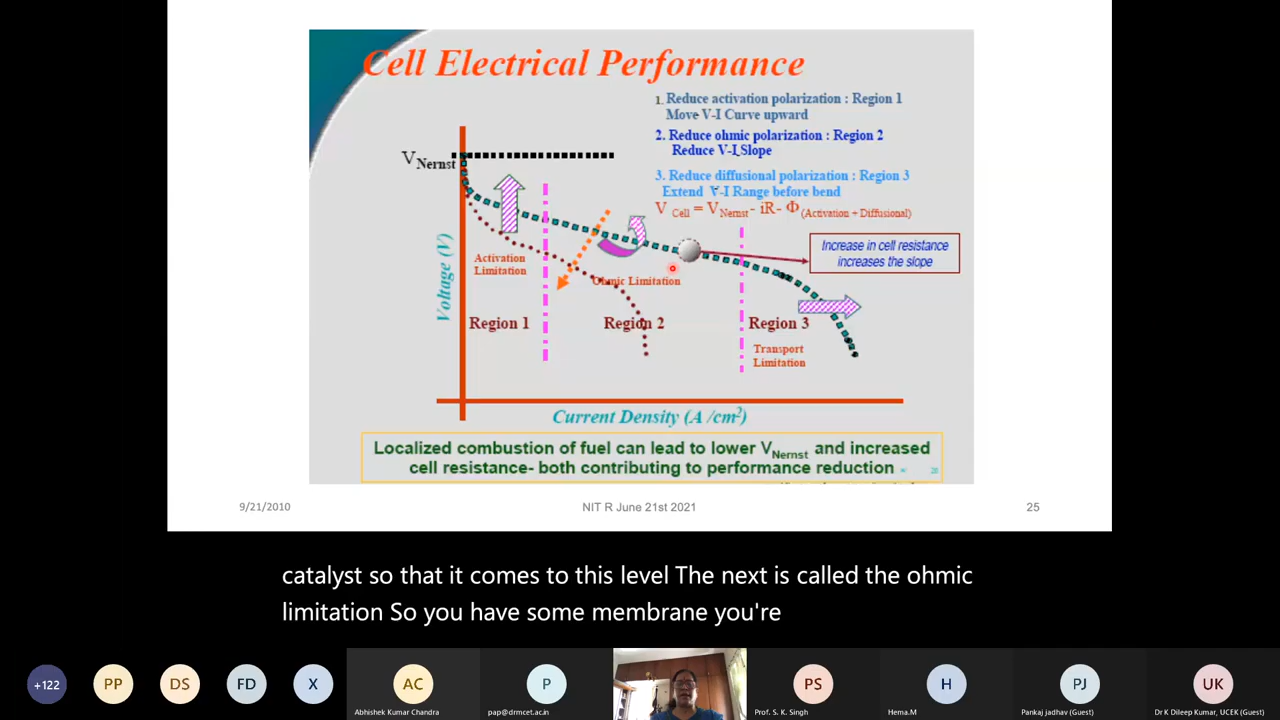 Cell Electrical Performance
1. Reduce activation polarization : Region 1
Move V-I Curve upward
2. Reduce ohmic polarization : Region 2
Reduce V-I Slope
3. Reduce diffusional polarization : Region 3
Extend V-I Range before bend
V Cell = V Nernst - iR- Φ (Activation + Diffusional)
V Nernst
Increase in cell resistance
increases the slope
Activation
Limitation
Ohmic Limitation
Voltage (V)
Region 1
Region 2
Region 3
Transport
Limitation
Current Density (A /cm²)
Localized combustion of fuel can lead to lower V Nernst and increased
cell resistance- both contributing to performance reduction
26
9/21/2010
NIT R June 21st 2021
25
catalyst so that it comes to this level The next is called the ohmic
limitation So you have some membrane you're
+122
PP
DS
FD
X
AC
P
PS
H
PJ
UK
Abhishek Kumar Chandra
pap@drmcet.ac.in
Prof. S. K. Singh
Hema.M
Pankaj jadhav (Guest)
Dr K Dileep Kumar, UCEK (Guest)